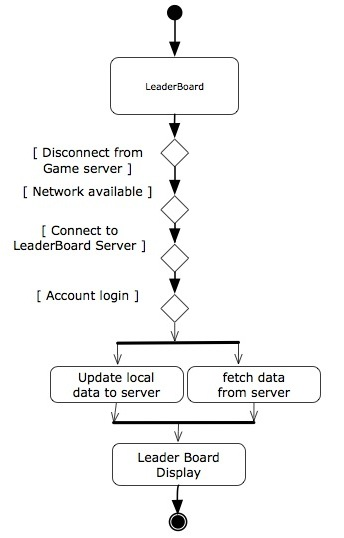 LeaderBoard
[ Disconnect from
Game server ]
[ Network available ]
[ Connect to
LeaderBoard Server ]
[ Account login ]
Update local
data to server
fetch data
from server
Leader Board
Display